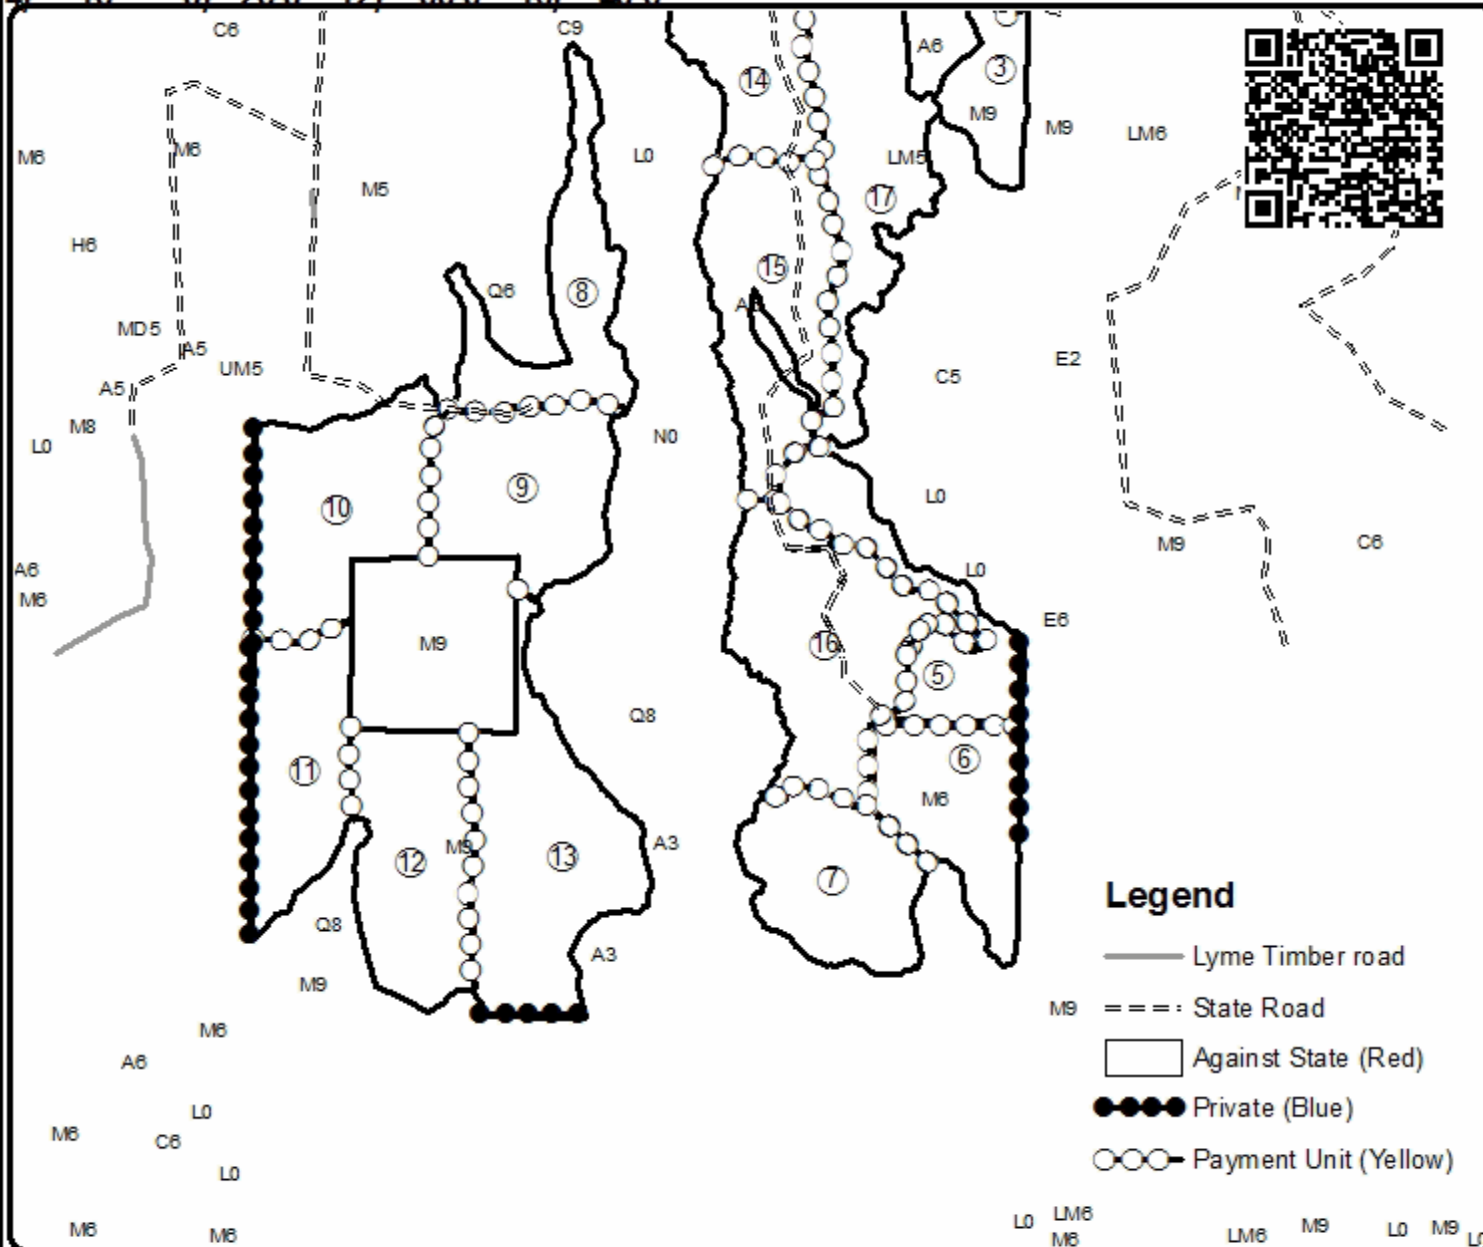 C6
C9
A6
3
14
M9
M9
LM6
M6
M6
L0
LM5
M5
17
H6
15
Q6
8
MD5
A5
UM5
E2
A5
C5
M8
L0
N0
9
L0
10
M9
C6
A6
L0
M6
E6
M9
16
5
Q8
6
11
M6
A3
12
13
7
Q8
A3
M9
M9
M6
A6
L0
M6
C6
L0
M6
M6
Legend
Lyme Timber road
State Road
Against State (Red)
Private (Blue)
Payment Unit (Yellow)
L0
LM6
M6
LM6
M9
L0
M9